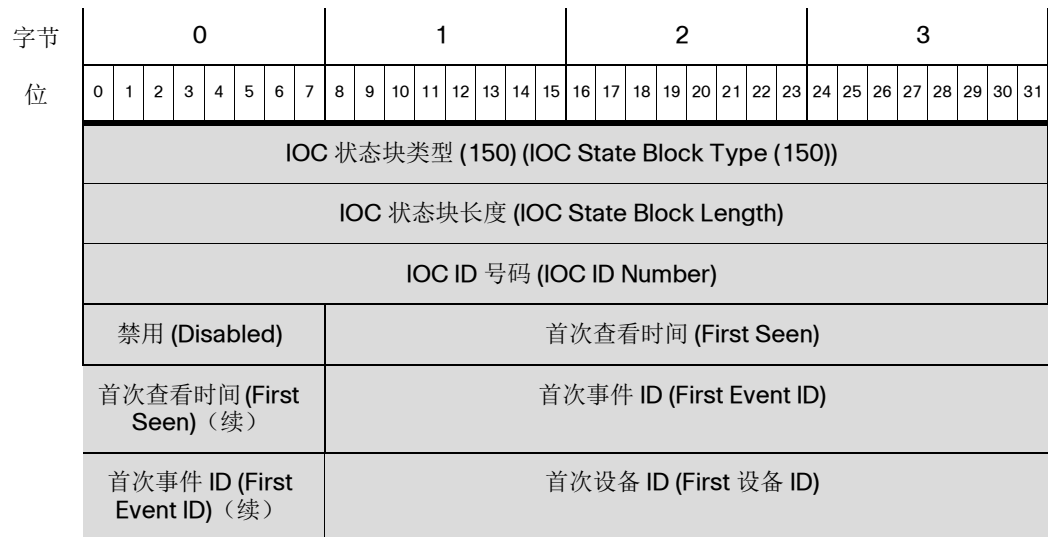 字节 0 1 2 3
位 0 1 2 3 4 5 6 7 8 9 10 11 12 13 14 15 16 17 18 19 20 21 22 23 24 25 26 27 28 29 30 31
IOC 状态块类型 (150) (IOC State Block Type (150))
IOC 状态块长度 (IOC State Block Length)
IOC ID 号码 (IOC ID Number)
禁用 (Disabled) 首次查看时间 (First Seen)
首次查看时间 (First
Seen)（续）
首次事件 ID (First Event ID)
首次事件 ID (First
Event ID)（续）
首次设备 ID (First 设备 ID)